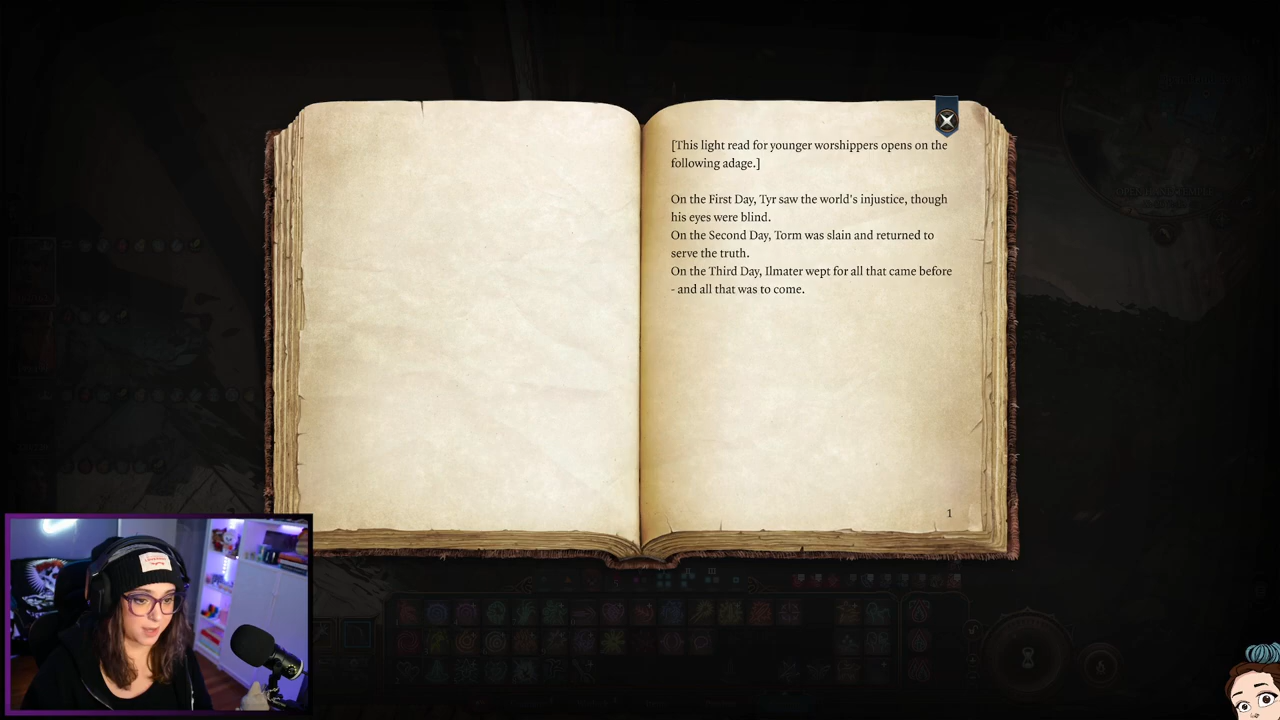 [This light read for younger worshippers opens on the
following adage.]
On the First Day, Tyr saw the world's injustice, though
his eyes were blind.
On the Second Day, Torm was slain and returned to
serve the truth.
On the Third Day, Ilmater wept for all that came before
- and all that was to come.
1